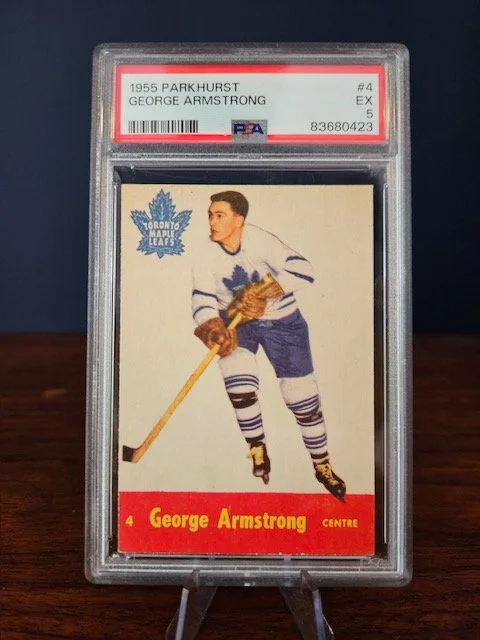 1955 PARKHURST #4
GEORGE ARMSTRONG EX
5
PSA 83680423
TORONTO
MAPLE
LEAFS
4 George Armstrong CENTRE